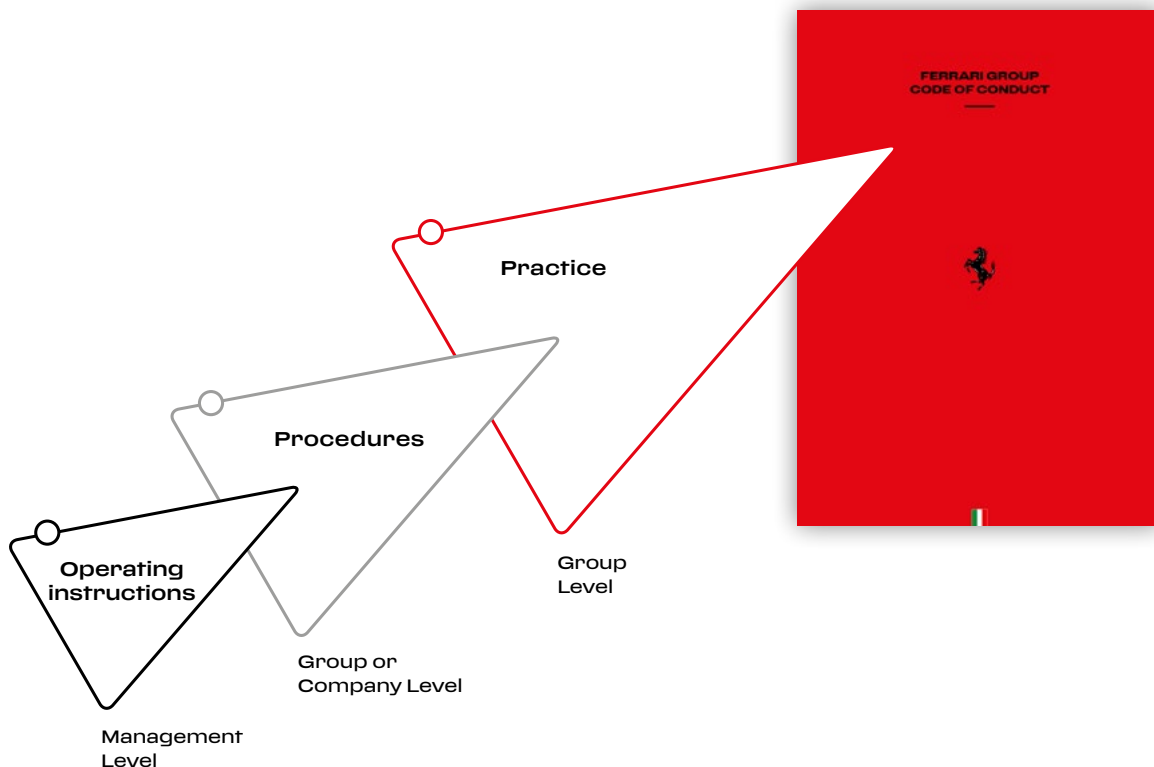 FERRARI GROUP
CODE OF CONDUCT
Practice
Procedures
Operating
instructions
Group
Level
Group or
Company Level
Management
Level